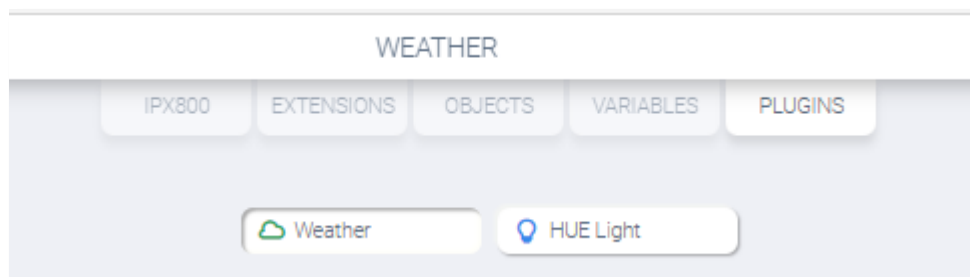 WEATHER
IPX800 EXTENSIONS OBJECTS VARIABLES PLUGINS
Weather HUE Light